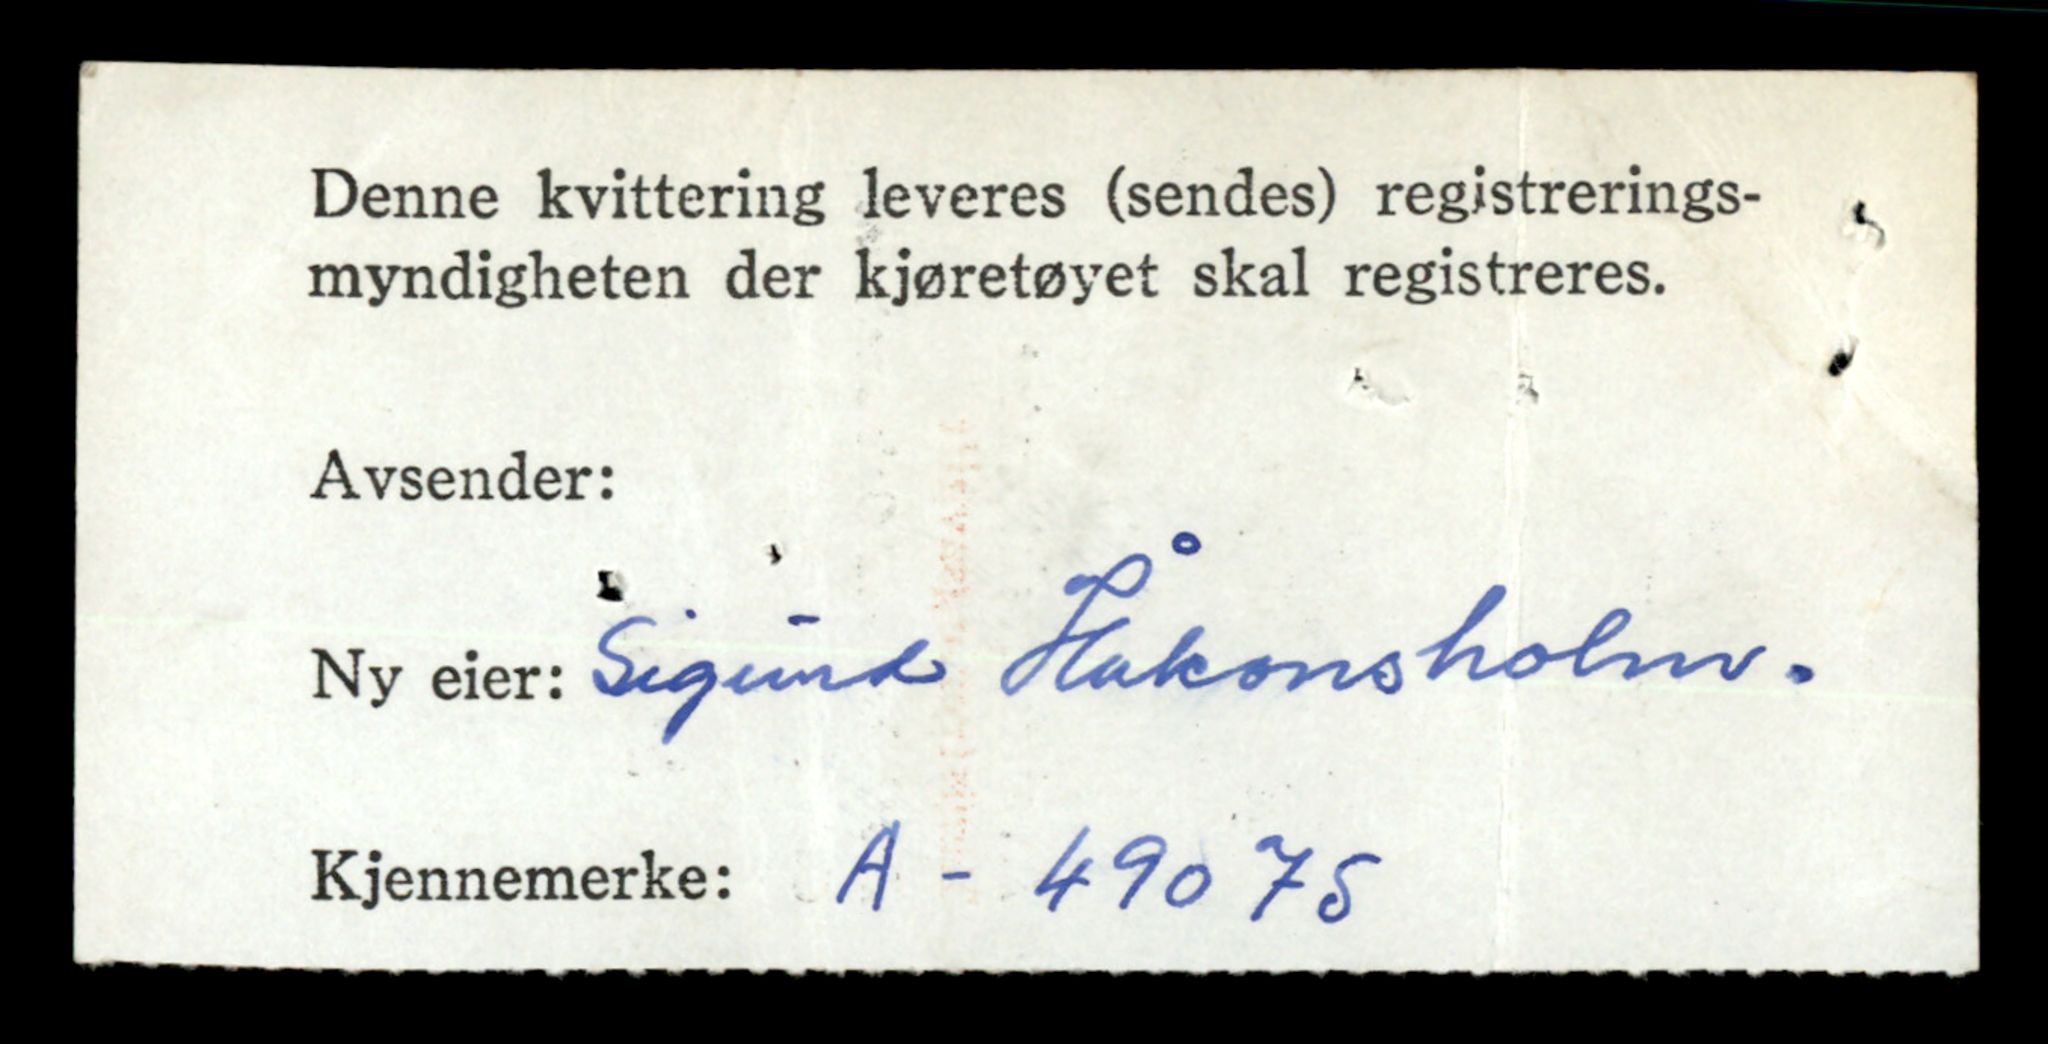 Denne kvittering leveres (sendes) registrerings-
myndigheten der kjøretøyet skal registreres.
Avsender:
Ny eier: Sigurd Håkonsholm.
Kjennemerke: A - 49075